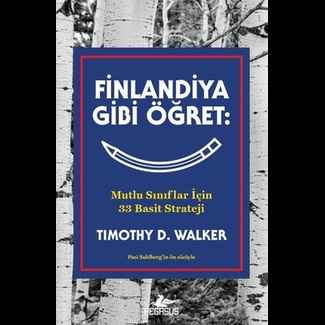 FİNLANDİYA
GİBİ ÖĞRET:
Mutlu Sınıflar İçin
33 Basit Strateji
TIMOTHY D. WALKER
Pasi Sahlberg'in ön sözüyle
PEGASUS